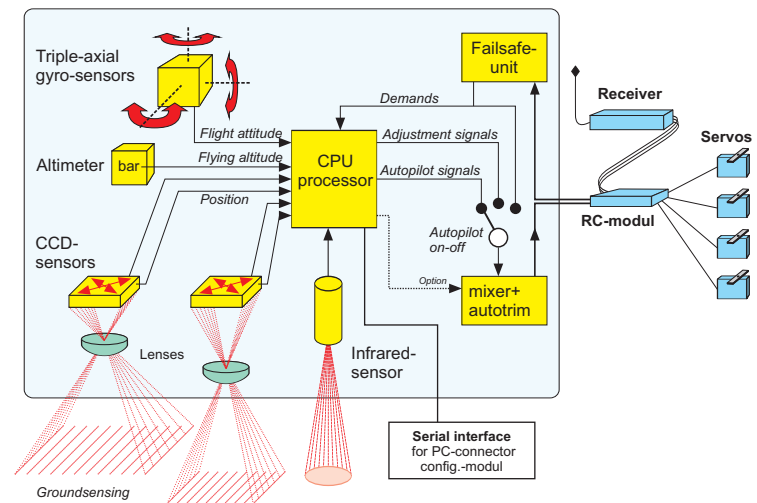 Triple-axial
gyro-sensors
Failsafe-
unit
Receiver
Servos
Demands
Flight attitude
Adjustment signals
Altimeter
bar
Flying altitude
CPU
processor
Autopilot signals
Position
RC-modul
Autopilot
on-off
CCD-
sensors
Option
mixer+
autotrim
Lenses
Infrared-
sensor
Serial interface
for PC-connector
config.-modul
Groundsensing